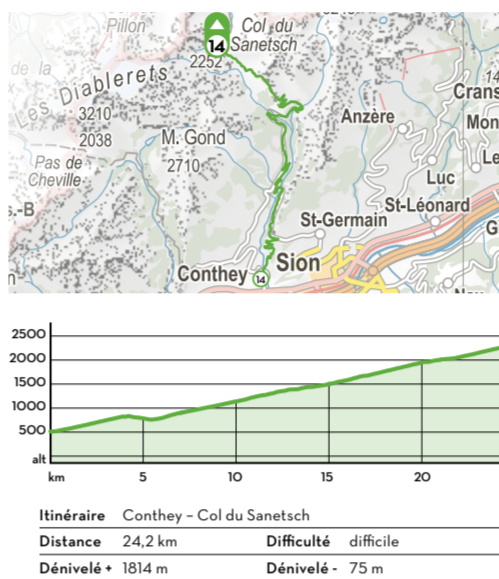 Pillon
Col du
Sanetsch
14
2252
de la
Les Diablerets
3210
2038
M. Gond
2710
Pas de
Cheville
Anzère
Crans
Mon
Le
Luc
St-Léonard
St-Germain
s.-B
G
n
Conthey
14
Sion
2500
2000
1500
1000
500
alt
km
5
10
15
20
Itinéraire Conthey – Col du Sanetsch
Distance 24,2 km Difficulté difficile
Dénivelé + 1814 m Dénivelé - 75 m